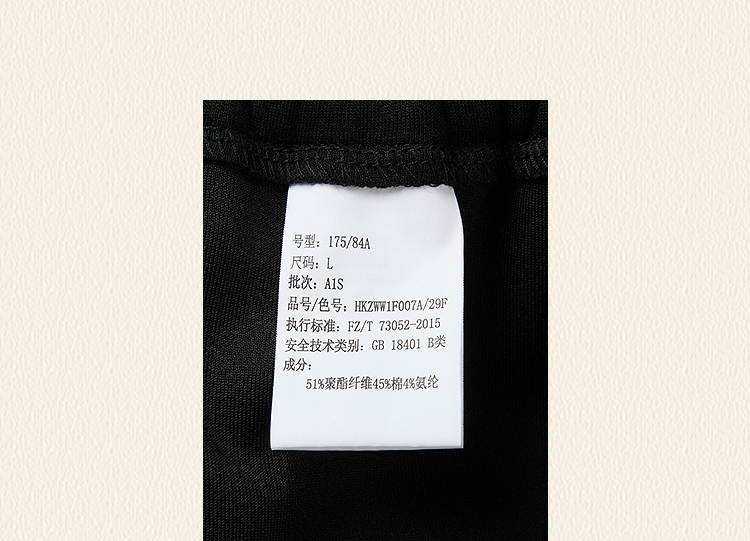 号型: 175/84A
尺码: L
批次: A1S
品号/色号: HKZWW1F007A/29F
执行标准: FZ/T 73052-2015
安全技术类别: GB 18401 B类
成分:
51%聚酯纤维45%棉4%氨纶